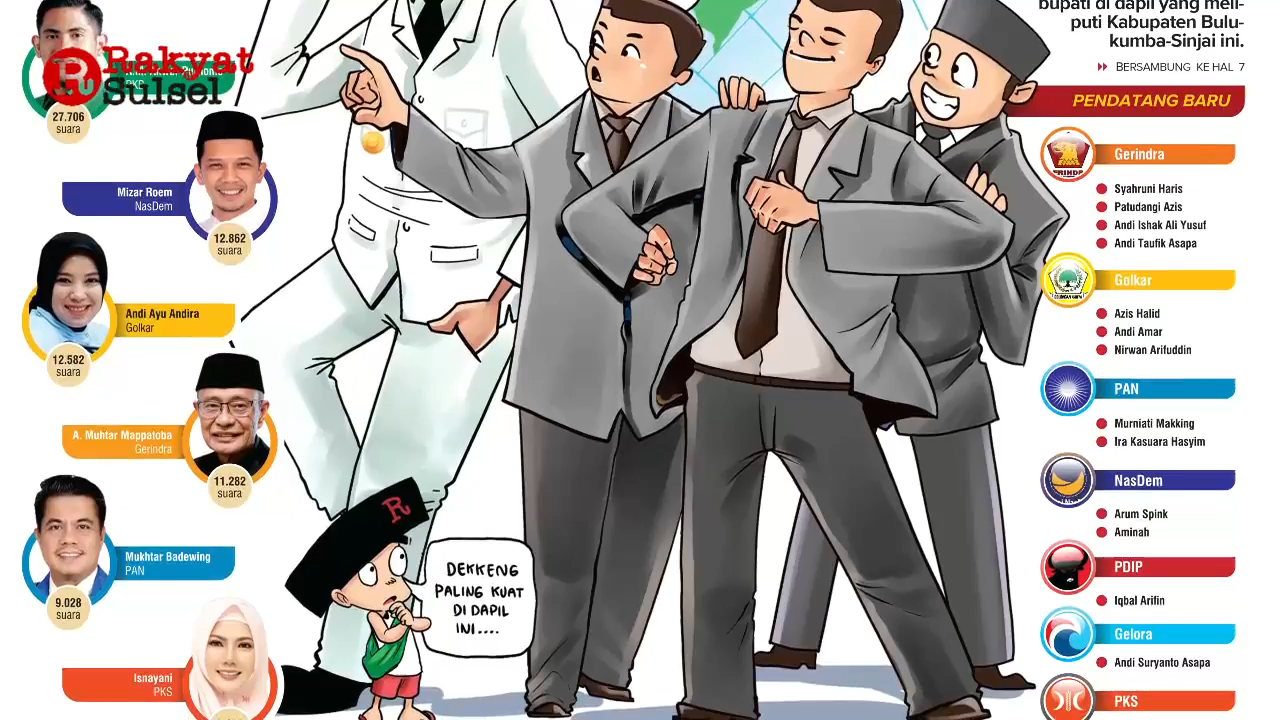 Rakyat
Sulsel
R
PKB
27.706
suara
Mizar Roem
NasDem
12.862
suara
Andi Ayu Andira
Golkar
12.582
suara
A. Muhtar Mappatoba
Gerindra
11.282
suara
Mukhtar Badewing
PAN
9.028
suara
Isnayani
PKS
R
DEKKENG
PALING KUAT
DI DAPIL
INI....
bupati di dapil yang meli-
puti Kabupaten Bulu-
kumba-Sinjai ini.
BERSAMBUNG KE HAL 7
PENDATANG BARU
Gerindra
Syahruni Haris
Patudangi Azis
Andi Ishak Ali Yusuf
Andi Taufik Asapa
Golkar
Azis Halid
Andi Amar
Nirwan Arifuddin
PAN
Murniati Makking
Ira Kasuara Hasyim
NasDem
Arum Spink
Aminah
PDIP
Iqbal Arifin
Gelora
Andi Suryanto Asapa
PKS